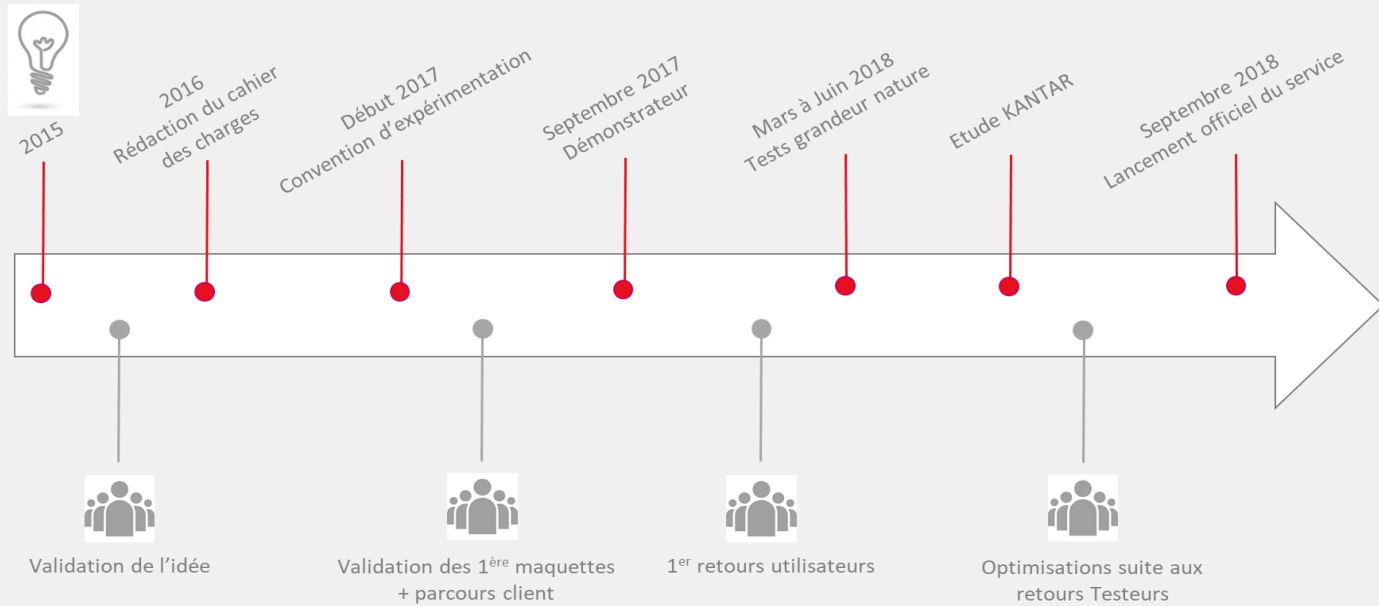 2015
2016
Rédaction du cahier
des charges
Début 2017
Convention d’expérimentation
Septembre 2017
Démonstrateur
Mars à Juin 2018
Tests grandeur nature
Etude KANTAR
Septembre 2018
Lancement officiel du service
Validation de l’idée
Validation des 1ère maquettes
+ parcours client
1er retours utilisateurs
Optimisations suite aux
retours Testeurs